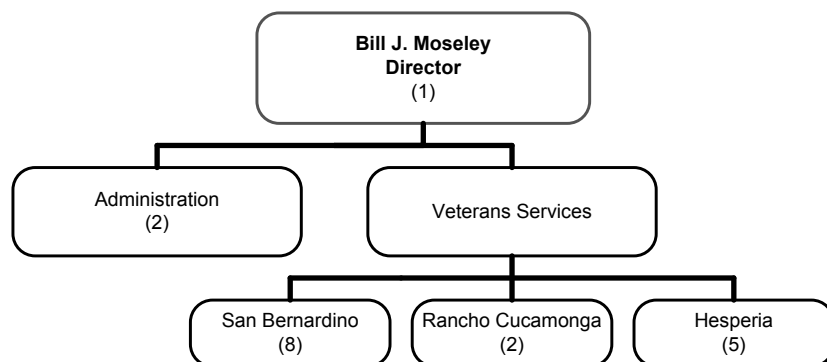 Bill J. Moseley
Director
(1)
Administration
(2)
Veterans Services
San Bernardino
(8)
Rancho Cucamonga
(2)
Hesperia
(5)